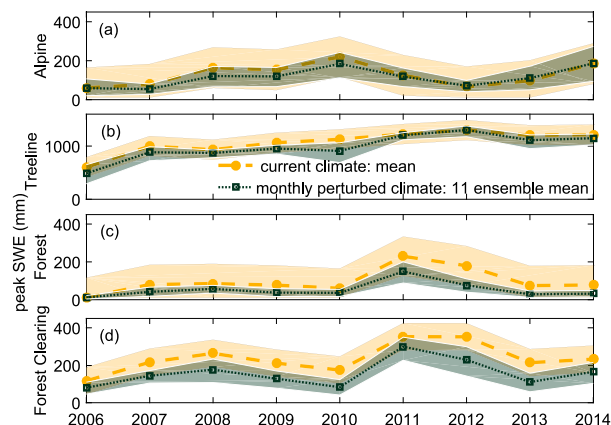 (a)
400
200
0
Alpine
(b)
1000
0
Treeline
current climate: mean
monthly perturbed climate: 11 ensemble mean
peak SWE (mm)
(c)
400
200
0
Forest
(d)
400
200
0
Forest Clearing
2006 2007 2008 2009 2010 2011 2012 2013 2014